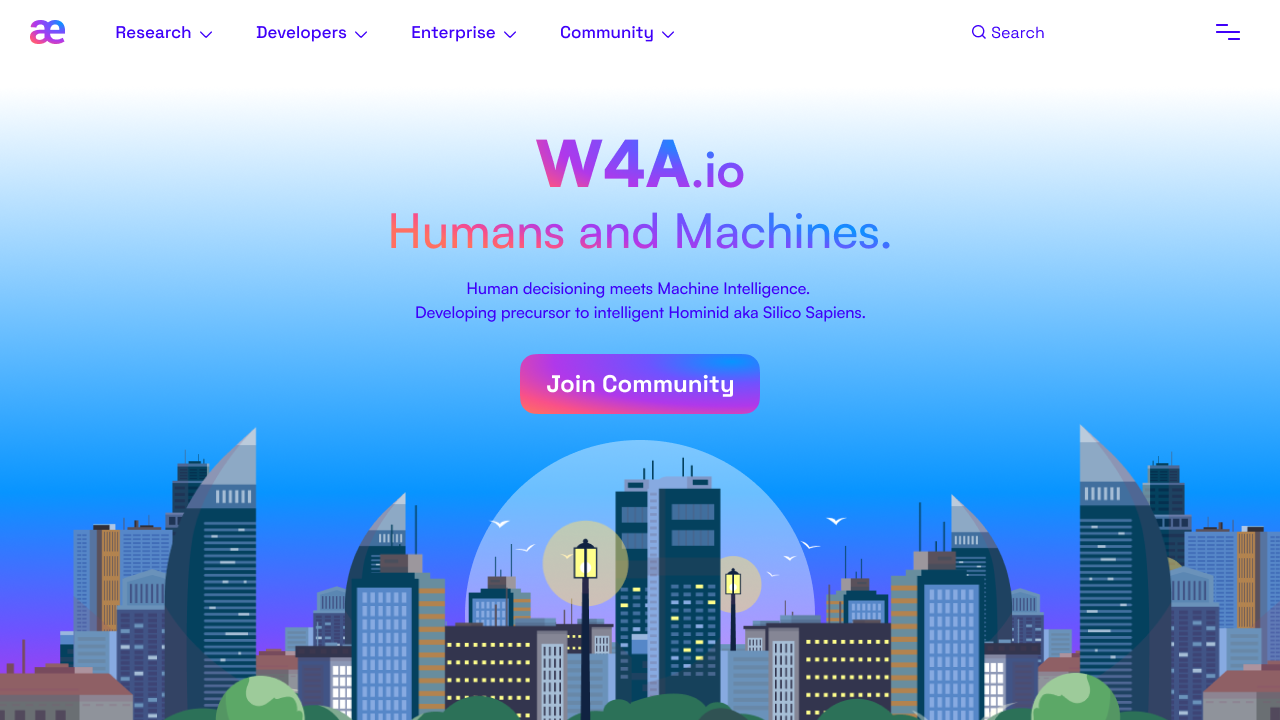 æ
Research
Developers
Enterprise
Community
Search
W4A.io
Humans and Machines.
Human decisioning meets Machine Intelligence.
Developing precursor to intelligent Hominid aka Silico Sapiens.
Join Community